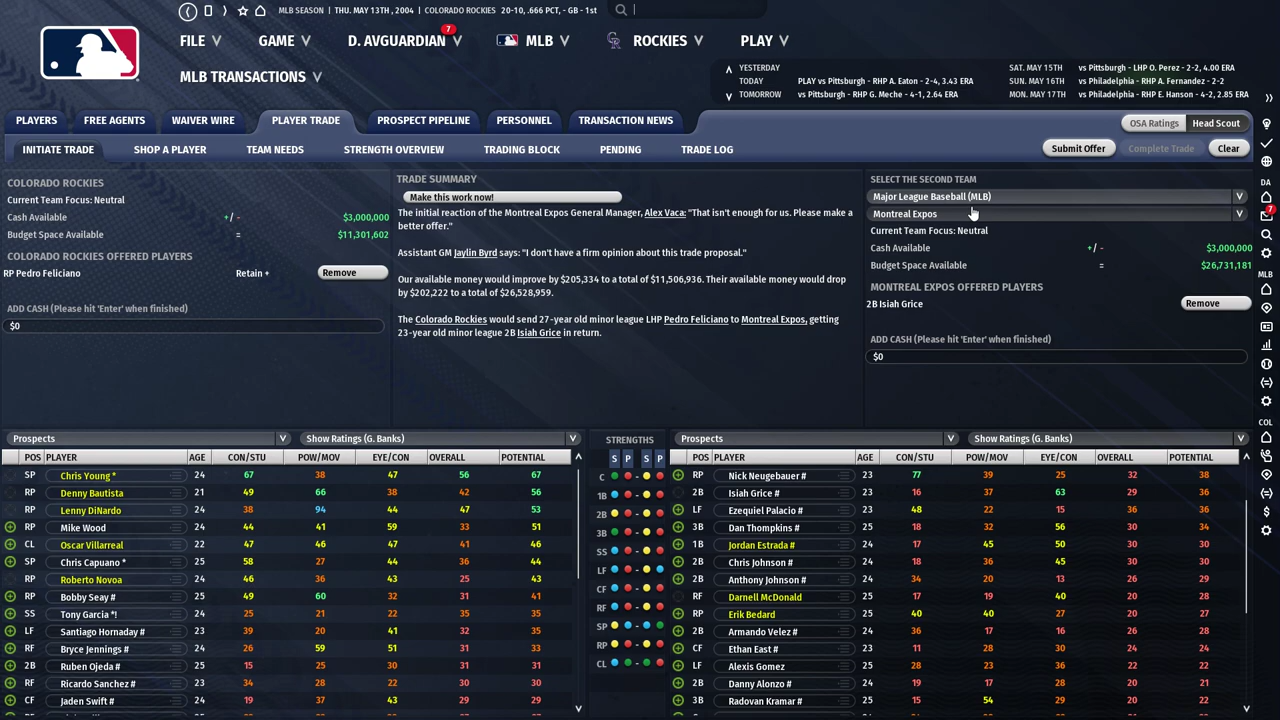 MLB SEASON | THU. MAY 13TH , 2004 | COLORADO ROCKIES 20-10, .666 PCT, - GB - 1st
FILE GAME D. AVGUARDIAN 7 MLB ROCKIES PLAY
MLB TRANSACTIONS
YESTERDAY
TODAY PLAY vs Pittsburgh - RHP A. Eaton - 2-4, 3.43 ERA
TOMORROW vs Pittsburgh - RHP G. Meche - 4-1, 2.64 ERA
SAT. MAY 15TH vs Pittsburgh - LHP O. Perez - 2-2, 4.00 ERA
SUN. MAY 16TH vs Philadelphia - RHP A. Fernandez - 2-2
MON. MAY 17TH vs Philadelphia - RHP E. Hanson - 4-2, 2.85 ERA
PLAYERS FREE AGENTS WAIVER WIRE PLAYER TRADE PROSPECT PIPELINE PERSONNEL TRANSACTION NEWS
OSA Ratings Head Scout
INITIATE TRADE SHOP A PLAYER TEAM NEEDS STRENGTH OVERVIEW TRADING BLOCK PENDING TRADE LOG
Submit Offer Complete Trade Clear
COLORADO ROCKIES
Current Team Focus: Neutral
Cash Available +/- $3,000,000
Budget Space Available = $11,301,602
COLORADO ROCKIES OFFERED PLAYERS
RP Pedro Feliciano Retain + Remove
ADD CASH (Please hit 'Enter' when finished)
$0
TRADE SUMMARY
Make this work now!
The initial reaction of the Montreal Expos General Manager, Alex Vaca: "That isn't enough for us. Please make a
better offer."
Assistant GM Jaylin Byrd says: "I don't have a firm opinion about this trade proposal."
Our available money would improve by $205,334 to a total of $11,506,936. Their available money would drop
by $202,222 to a total of $26,528,959.
The Colorado Rockies would send 27-year old minor league LHP Pedro Feliciano to Montreal Expos, getting
23-year old minor league 2B Isiah Grice in return.
SELECT THE SECOND TEAM
Major League Baseball (MLB)
Montreal Expos
Current Team Focus: Neutral
Cash Available +/- $3,000,000
Budget Space Available = $26,731,181
MONTREAL EXPOS OFFERED PLAYERS
2B Isiah Grice Remove
ADD CASH (Please hit 'Enter' when finished)
$0
Prospects Show Ratings (G. Banks)
POS PLAYER AGE CON/STU POW/MOV EYE/CON OVERALL POTENTIAL
SP Chris Young * 24 67 38 47 56 67
RP Denny Bautista 21 49 66 38 42 56
RP Lenny DiNardo 24 38 94 44 47 53
RP Mike Wood 24 44 41 59 33 51
CL Oscar Villarreal 22 47 46 47 41 46
SP Chris Capuano * 25 58 27 44 36 44
RP Roberto Novoa 24 46 36 43 25 43
RP Bobby Seay # 25 49 60 32 31 41
SS Tony Garcia *! 24 25 21 22 35 35
LF Santiago Hornaday # 23 39 20 41 32 35
RF Bryce Jennings # 24 26 59 51 31 33
2B Ruben Ojeda # 25 15 25 30 31 31
RF Ricardo Sanchez # 23 34 28 22 30 30
CF Jaden Swift # 24 19 37 43 29 29
STRENGTHS
S P S P
C
1B
2B
3B
SS
LF
CF
RF
SP
RP
CL
Prospects Show Ratings (G. Banks)
POS PLAYER AGE CON/STU POW/MOV EYE/CON OVERALL POTENTIAL
RP Nick Neugebauer # 23 77 39 25 32 38
2B Isiah Grice # 23 16 37 63 29 36
LF Ezequiel Palacio # 23 48 22 15 36 36
3B Dan Thompkins # 23 18 32 56 30 34
1B Jordan Estrada # 24 17 45 50 30 30
2B Chris Johnson # 24 18 36 45 30 30
2B Anthony Johnson # 24 34 20 13 29 29
RF Darnell McDonald 25 17 19 40 20 28
RP Erik Bedard 25 40 40 27 20 27
2B Armando Velez # 24 36 17 16 26 28
CF Ethan East # 23 11 28 30 24 24
LF Alexis Gomez 23 28 23 36 22 22
2B Danny Alonzo # 24 19 17 28 20 21
3B Radovan Kramar # 24 15 54 29 20 21
DA
7
MLB
COL